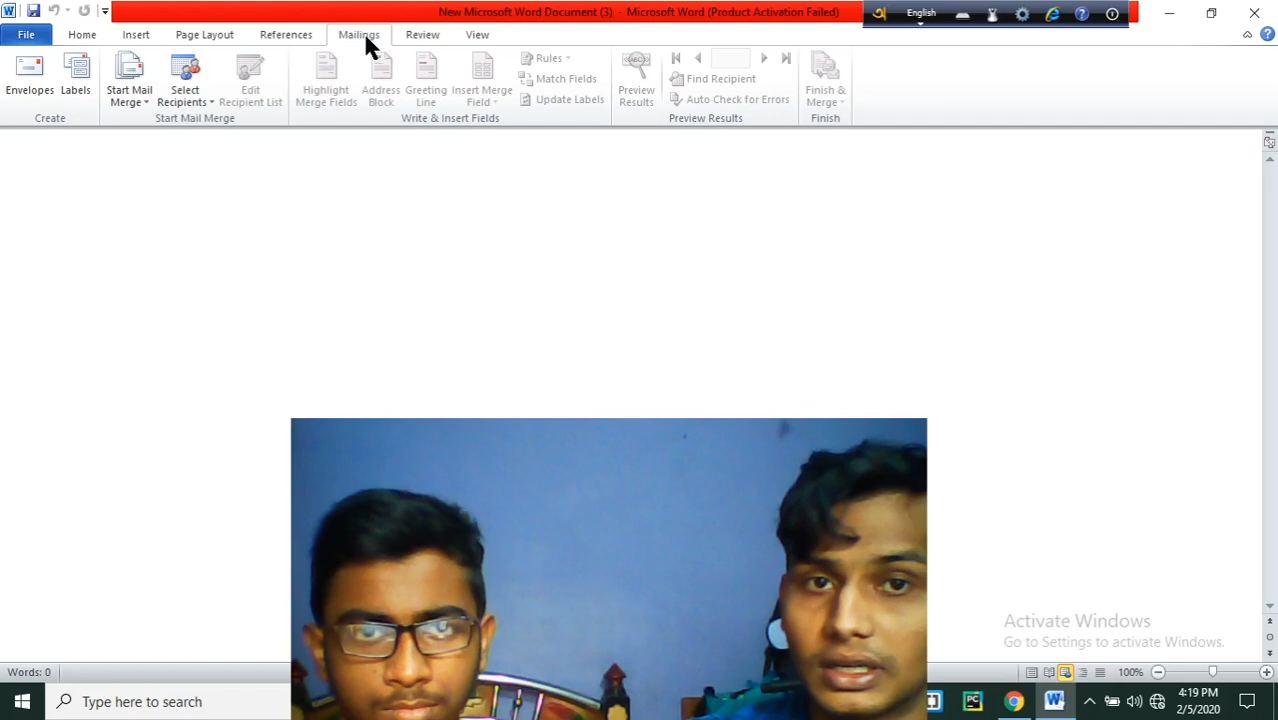 New Microsoft Word Document (3) - Microsoft Word (Product Activation Failed)
English
File Home Insert Page Layout References Mailings Review View
Envelopes
Labels
Start Mail
Merge
Select
Recipients
Edit
Recipient List
Highlight
Merge Fields
Address
Block
Greeting
Line
Insert Merge
Field
Rules
Match Fields
Update Labels
Preview
Results
Find Recipient
Auto Check for Errors
Finish &
Merge
Create
Start Mail Merge
Write & Insert Fields
Preview Results
Finish
Activate Windows
Go to Settings to activate Windows.
Words: 0
100%
Type here to search
4:19 PM
2/5/2020